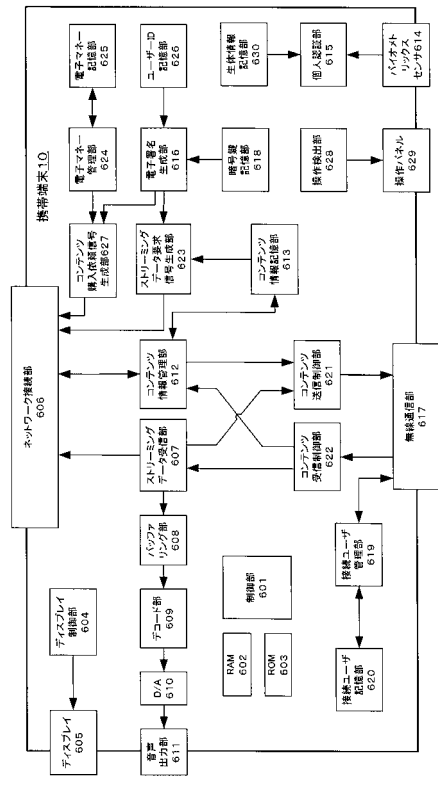 携帯端末10
ネットワーク接続部
606
ディスプレイ
制御部
604
ディスプレイ
605
コンテンツ
購入依頼信号
生成部627
電子マネー
管理部
624
電子マネー
記憶部
625
ストリーミング
データ要求
信号生成部
623
電子署名
生成部
616
ユーザーID
記憶部
626
暗号鍵
記憶部
618
生体情報
記憶部
630
個人認証部
615
バイオメト
リックス
センサ614
操作検出部
628
操作パネル
629
コンテンツ
情報記憶部
613
コンテンツ
情報管理部
612
ストリーミング
データ受信部
607
バッファ
リング部
608
デコード部
609
D/A
610
音声
出力部
611
コンテンツ
送信制御部
621
コンテンツ
受信制御部
622
制御部
601
RAM
602
ROM
603
無線通信部
617
接続ユーザ
管理部
619
接続ユーザ
記憶部
620